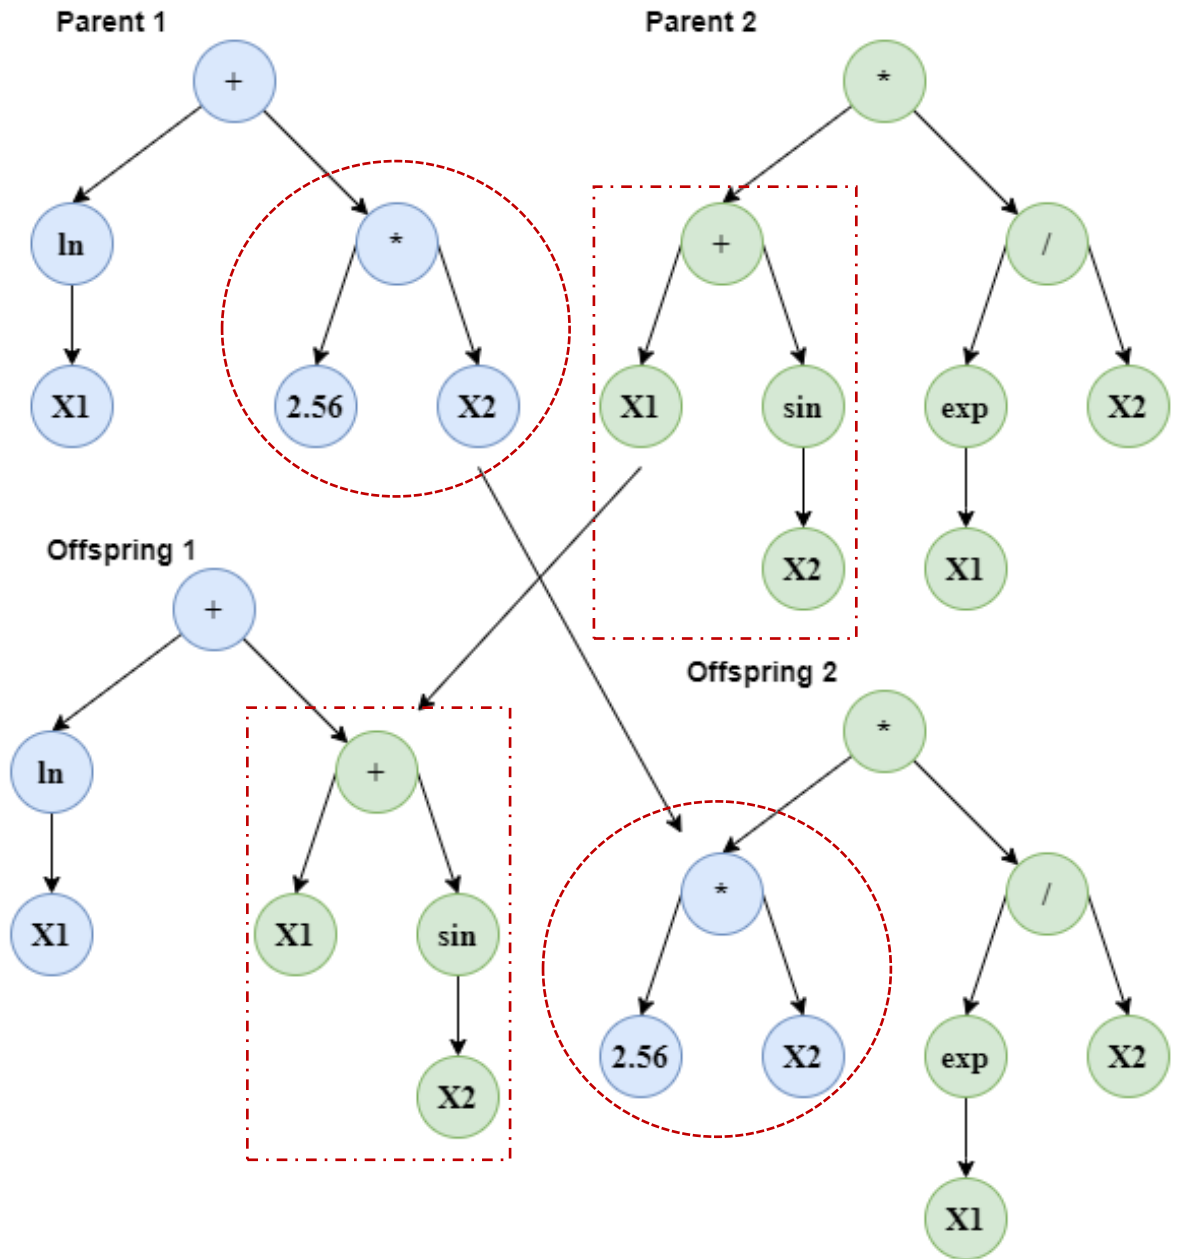 Parent 1
Parent 2
+
*
ln
*
+
/
X1
2.56
X2
X1
sin
exp
X2
X2
X1
Offspring 1
+
Offspring 2
*
ln
+
*
/
X1
X1
sin
2.56
X2
exp
X2
X2
X1